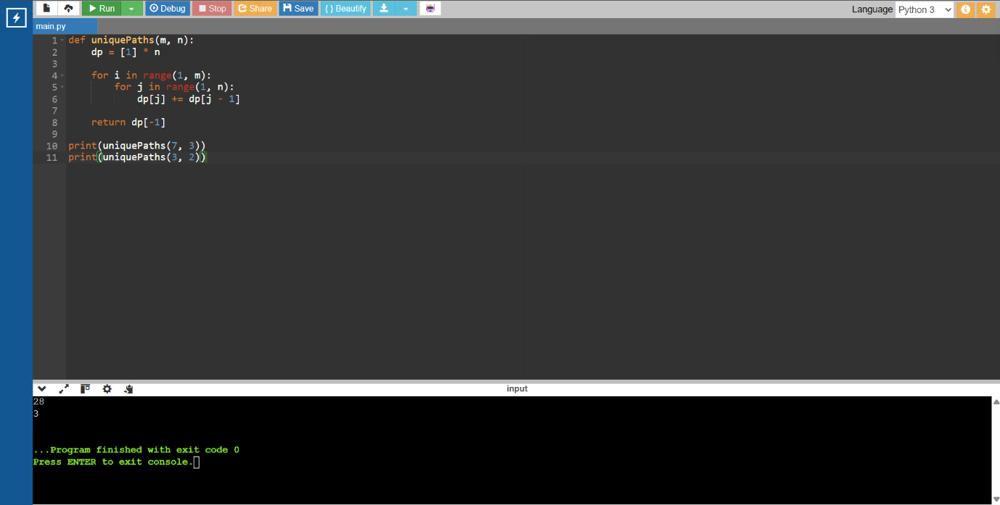 Run Debug Stop Share Save { } Beautify Language Python 3
main.py
1 def uniquePaths(m, n):
2     dp = [1] * n
3
4     for i in range(1, m):
5         for j in range(1, n):
6             dp[j] += dp[j - 1]
7
8     return dp[-1]
9
10 print(uniquePaths(7, 3))
11 print(uniquePaths(3, 2))
input
28
3
...Program finished with exit code 0
Press ENTER to exit console.